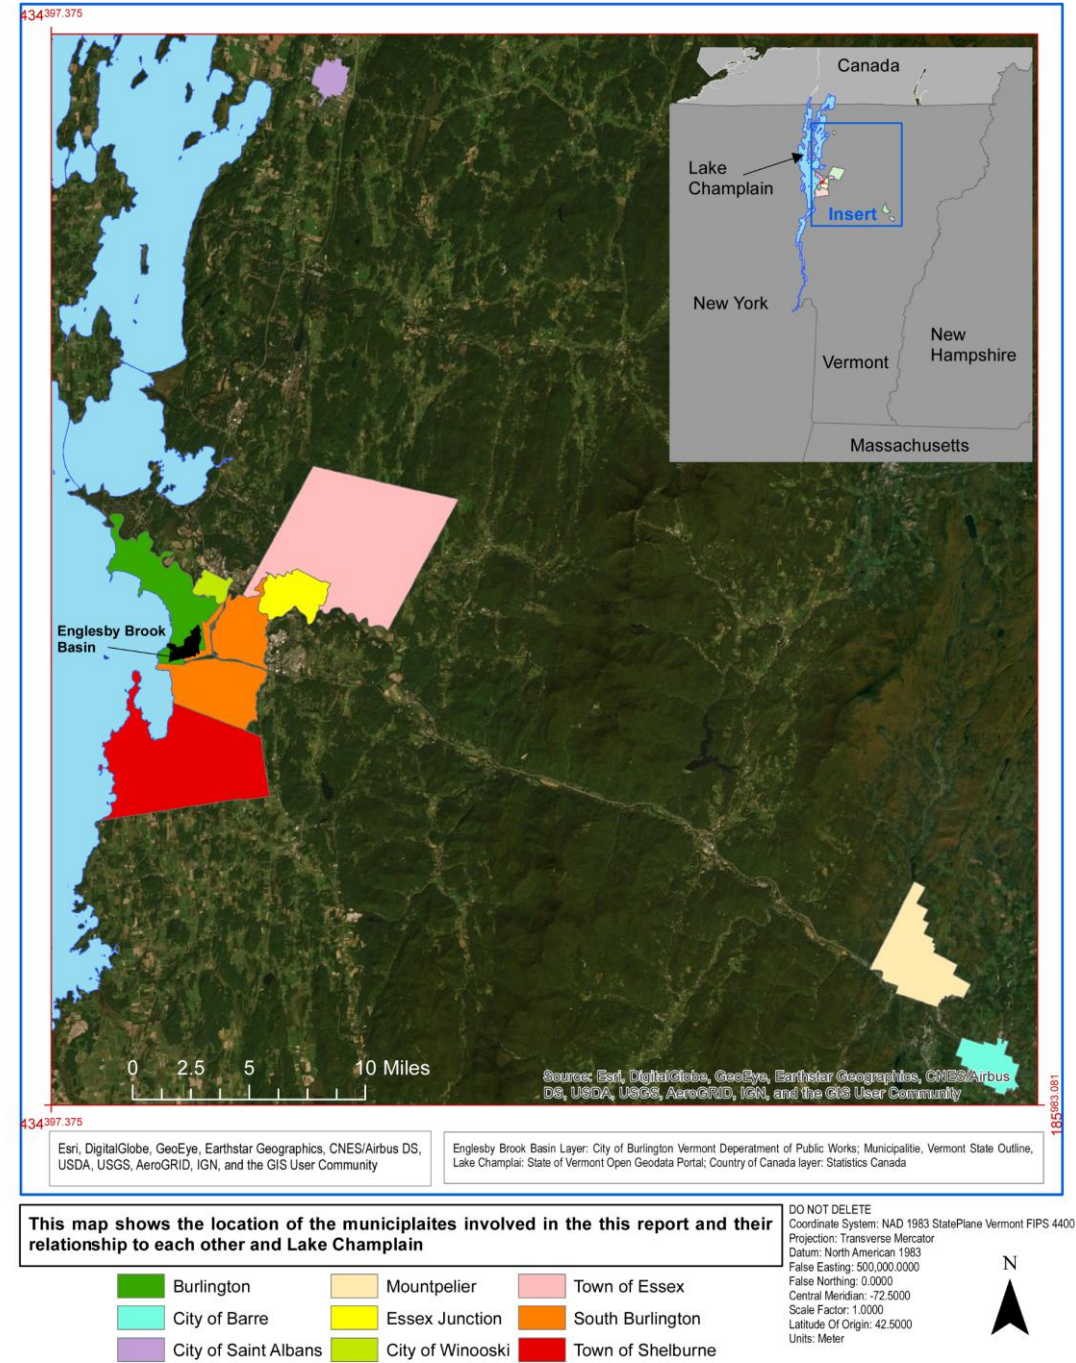 434397.375
Canada
Lake
Champlain
Insert
New York
New
Hampshire
Vermont
Massachusetts
Englesby Brook
Basin
0 2.5 5 10 Miles
Source: Esri, DigitalGlobe, GeoEye, Earthstar Geographics, CNES/Airbus
DS, USDA, USGS, AeroGRID, IGN, and the GIS User Community
185983.081
434397.375
Esri, DigitalGlobe, GeoEye, Earthstar Geographics, CNES/Airbus DS,
USDA, USGS, AeroGRID, IGN, and the GIS User Community
Englesby Brook Basin Layer: City of Burlington Vermont Deperatment of Public Works; Municipalitie, Vermont State Outline,
Lake Champlai: State of Vermont Open Geodata Portal; Country of Canada layer: Statistics Canada
This map shows the location of the municiplaites involved in the this report and their
relationship to each other and Lake Champlain
DO NOT DELETE
Coordinate System: NAD 1983 StatePlane Vermont FIPS 4400
Projection: Transverse Mercator
Datum: North American 1983
False Easting: 500,000.0000
False Northing: 0.0000
Central Meridian: -72.5000
Scale Factor: 1.0000
Latitude Of Origin: 42.5000
Units: Meter
N
Burlington
Mountpelier
Town of Essex
City of Barre
Essex Junction
South Burlington
City of Saint Albans
City of Winooski
Town of Shelburne